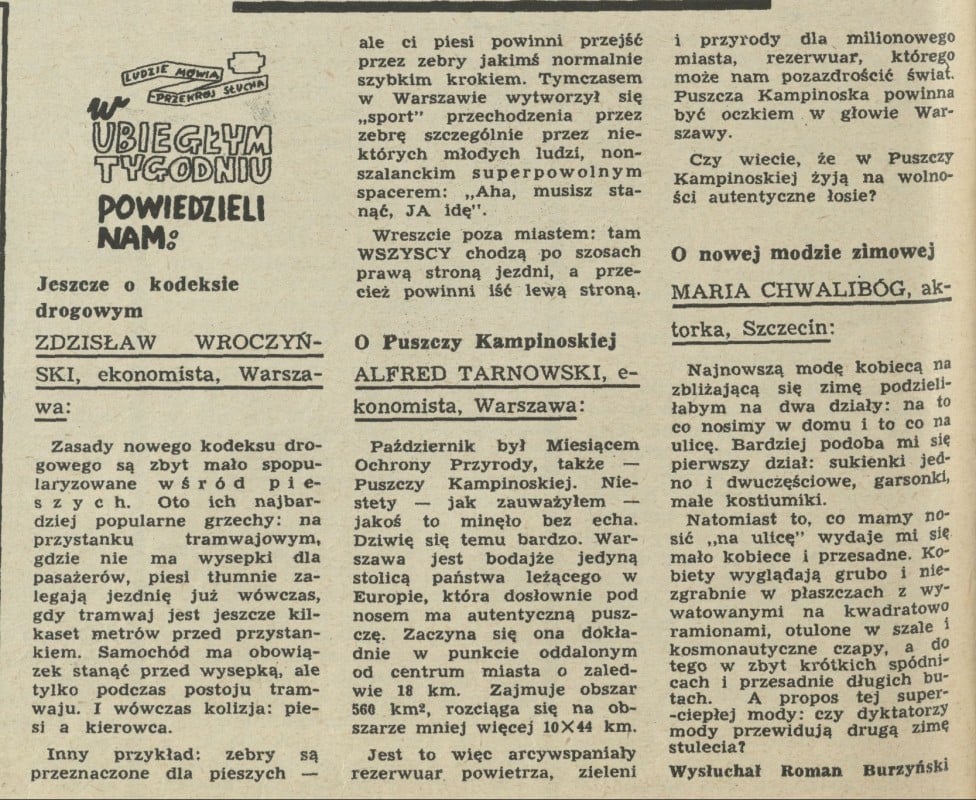 LUDZIE MÓWIĄ
-PRZEKRÓJ SŁUCHA
W
UBIEGŁYM
TYGODNIU
POWIEDZIELI
NAM:
Jeszcze o kodeksie
drogowym
ZDZISŁAW WROCZYŃ-
SKI, ekonomista, Warsza-
wa:
Zasady nowego kodeksu dro-
gowego są zbyt mało spopu-
laryzowane wśród pie-
szych. Oto ich najbar-
dziej popularne grzechy: na
przystanku tramwajowym,
gdzie nie ma wysepki dla
pasażerów, piesi tłumnie za-
legają jezdnię już wówczas,
gdy tramwaj jest jeszcze kil-
kaset metrów przed przystan-
kiem. Samochód ma obowią-
zek stanąć przed wysepką, ale
tylko podczas postoju tram-
waju. I wówczas kolizja: pie-
si a kierowca.
Inny przykład: zebry są
przeznaczone dla pieszych —
ale ci piesi powinni przejść
przez zebry jakimś normalnie
szybkim krokiem. Tymczasem
w Warszawie wytworzył się
„sport" przechodzenia przez
zebrę szczególnie przez nie-
których młodych ludzi, non-
szalanckim superpowolnym
spacerem: „Aha, musisz sta-
nąć, JA idę".
Wreszcie poza miastem: tam
WSZYSCY chodzą po szosach
prawą stroną jezdni, a prze-
cież powinni iść lewą stroną.
O Puszczy Kampinoskiej
ALFRED TARNOWSKI, e-
konomista, Warszawa:
Październik był Miesiącem
Ochrony Przyrody, także —
Puszczy Kampinoskiej. Nie-
stety — jak zauważyłem —
jakoś to minęło bez echa.
Dziwię się temu bardzo. War-
szawa jest bodajże jedyną
stolicą państwa leżącego w
Europie, która dosłownie pod
nosem ma autentyczną pusz-
czę. Zaczyna się ona dokła-
dnie w punkcie oddalonym
od centrum miasta o zaled-
wie 18 km. Zajmuje obszar
560 km², rozciąga się na ob-
szarze mniej więcej 10×44 km.
Jest to więc arcywspaniały
rezerwuar powietrza, zieleni
i przyrody dla milionowego
miasta, rezerwuar, którego
może nam pozazdrościć świat.
Puszcza Kampinoska powinna
być oczkiem w głowie War-
szawy.
Czy wiecie, że w Puszczy
Kampinoskiej żyją na wolno-
ści autentyczne łosie?
O nowej modzie zimowej
MARIA CHWALIBÓG, ak-
torka, Szczecin:
Najnowszą modę kobiecą na
zbliżającą się zimę podzieli-
łabym na dwa działy: na to
co nosimy w domu i to co na
ulicę. Bardziej podoba mi się
pierwszy dział: sukienki jed-
no i dwuczęściowe, garsonki,
małe kostiumiki.
Natomiast to, co mamy no-
sić „na ulicę" wydaje mi się
mało kobiece i przesadne. Ko-
biety wyglądają grubo i nie-
zgrabnie w płaszczach z wy-
watowanymi na kwadratowo
ramionami, otulone w szale i
kosmonautyczne czapy, a do
tego w zbyt krótkich spódni-
cach i przesadnie długich bu-
tach. A propos tej super-
-ciepłej mody: czy dyktatorzy
mody przewidują drugą zimę
stulecia?
Wysłuchał Roman Burzyński